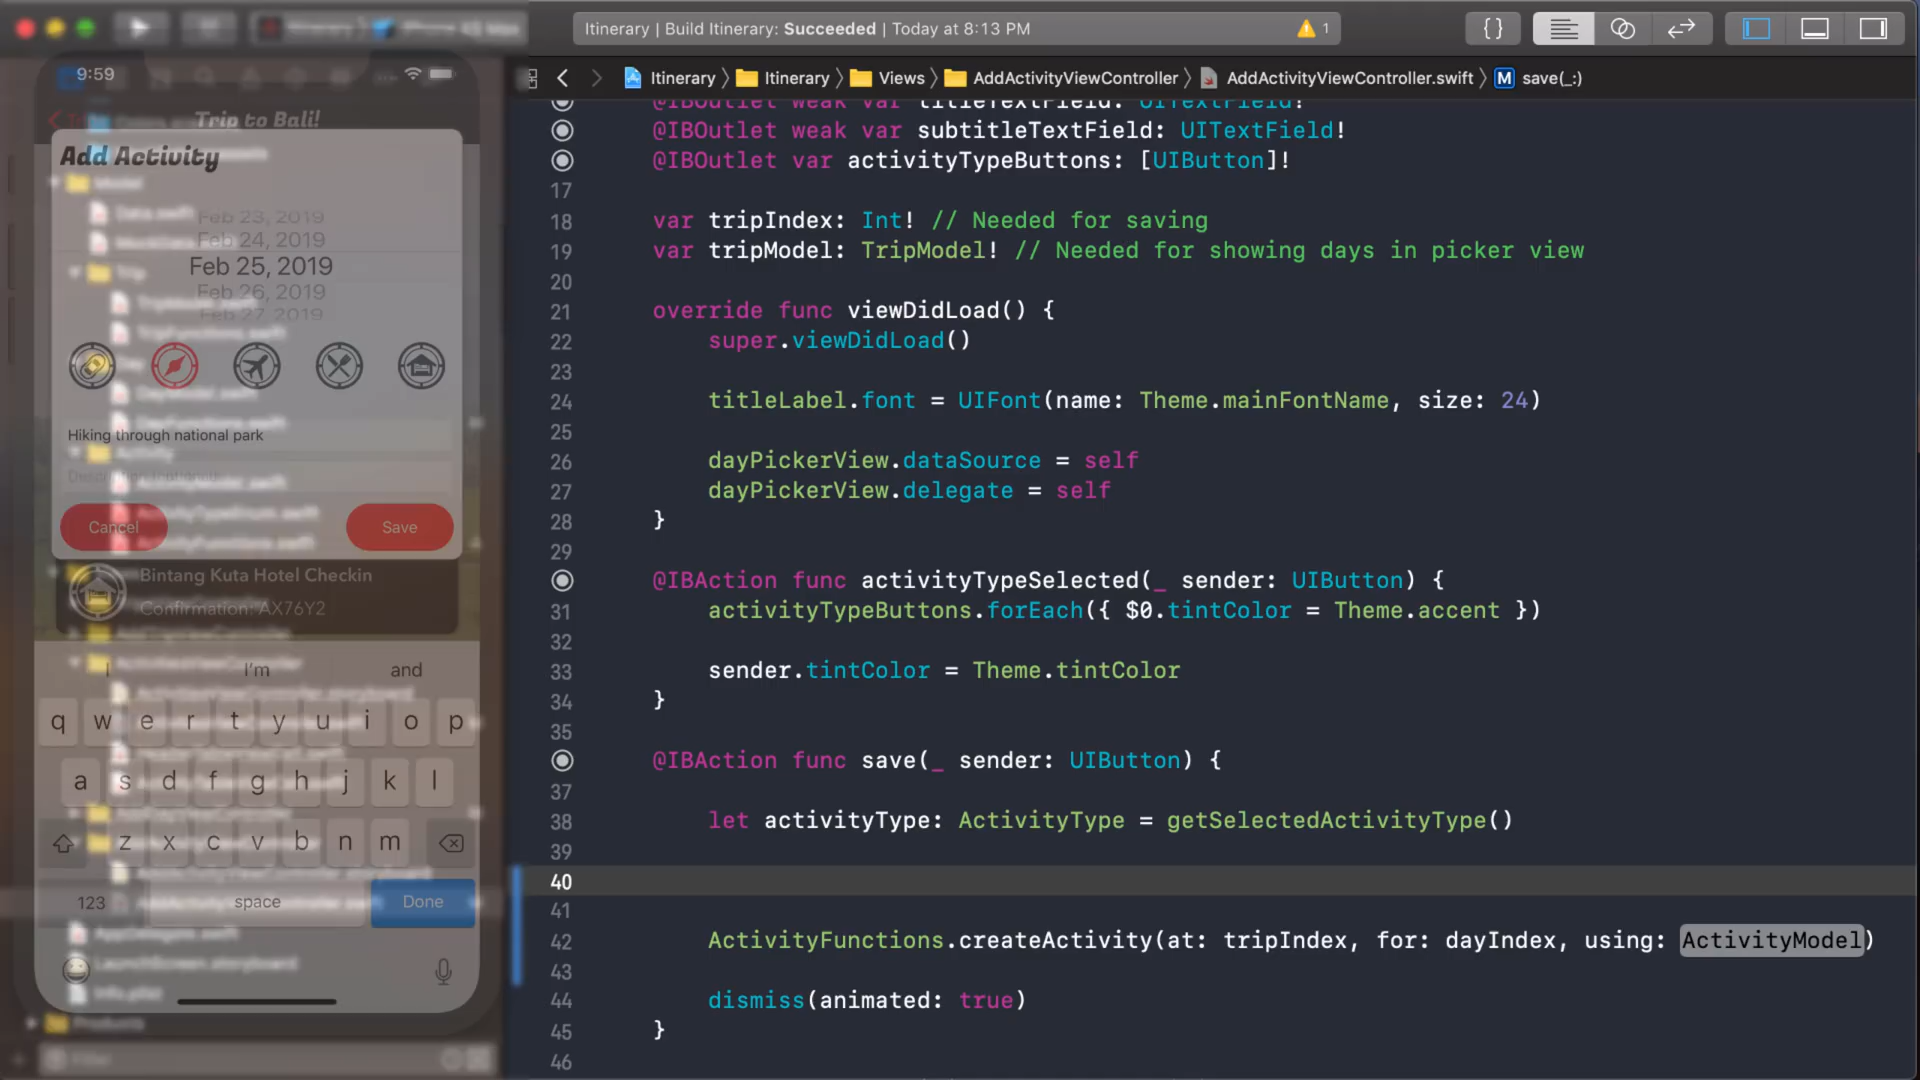 Itinerary | Build Itinerary: Succeeded | Today at 8:13 PM
1
{}
Itinerary
Itinerary
Views
AddActivityViewController
AddActivityViewController.swift
M
save(_:)
@IBOutlet weak var titleTextField: UITextField!
@IBOutlet weak var subtitleTextField: UITextField!
@IBOutlet var activityTypeButtons: [UIButton]!
17
18 var tripIndex: Int! // Needed for saving
19 var tripModel: TripModel! // Needed for showing days in picker view
20
21 override func viewDidLoad() {
22 super.viewDidLoad()
23
24 titleLabel.font = UIFont(name: Theme.mainFontName, size: 24)
25
26 dayPickerView.dataSource = self
27 dayPickerView.delegate = self
28 }
29
@IBAction func activityTypeSelected(_ sender: UIButton) {
31 activityTypeButtons.forEach({ $0.tintColor = Theme.accent })
32
33 sender.tintColor = Theme.tintColor
34 }
35
@IBAction func save(_ sender: UIButton) {
37
38 let activityType: ActivityType = getSelectedActivityType()
39
40
41
42 ActivityFunctions.createActivity(at: tripIndex, for: dayIndex, using: ActivityModel)
43
44 dismiss(animated: true)
45 }
46
9:59
Trip to Bali!
Add Activity
Feb 23, 2019
Feb 24, 2019
Feb 25, 2019
Feb 26, 2019
Feb 27, 2019
Hiking through national park
Cancel
Save
Bintang Kuta Hotel Checkin
Confirmation: AX76Y2
I I'm and
q w e r t y u i o p
a s d f g h j k l
z x c v b n m
123 space Done